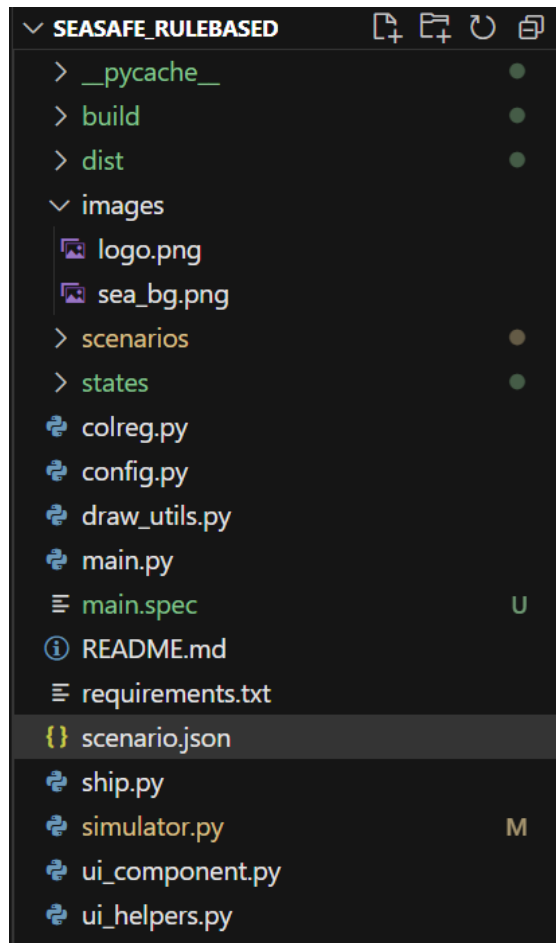 SEASAFE_RULEBASED
__pycache__
build
dist
images
logo.png
sea_bg.png
scenarios
states
colreg.py
config.py
draw_utils.py
main.py
main.spec U
README.md
requirements.txt
{} scenario.json
ship.py
simulator.py M
ui_component.py
ui_helpers.py